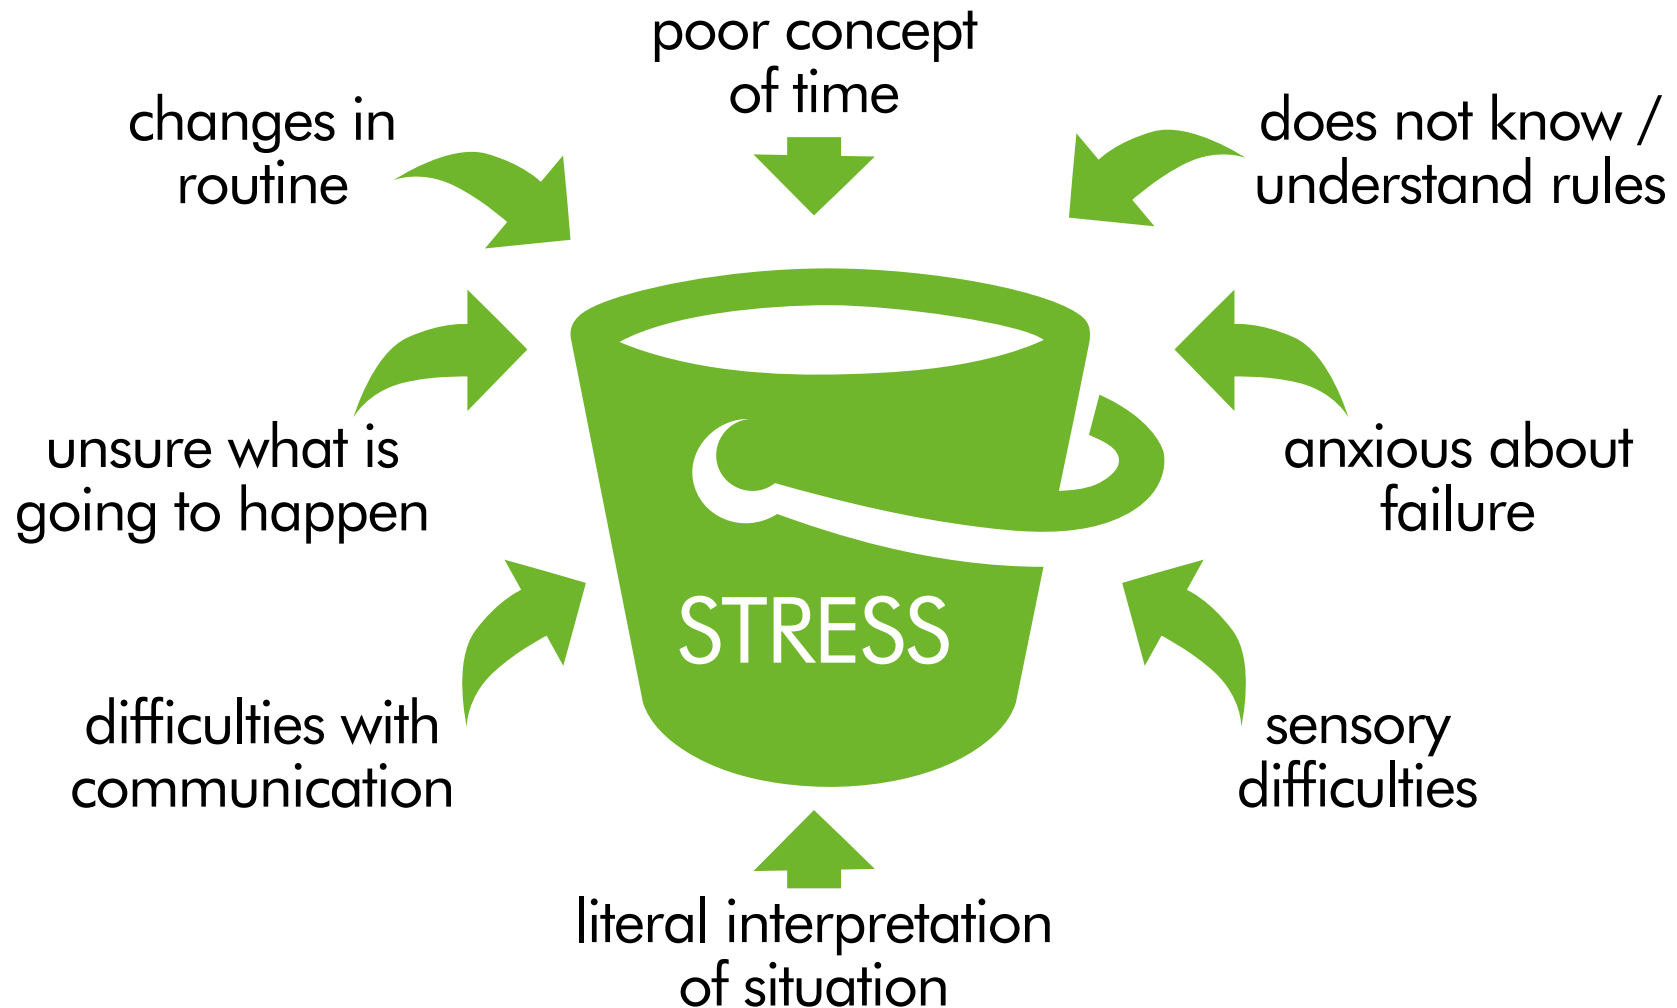 poor concept
of time
changes in
routine
does not know /
understand rules
unsure what is
going to happen
anxious about
failure
STRESS
difficulties with
communication
sensory
difficulties
literal interpretation
of situation